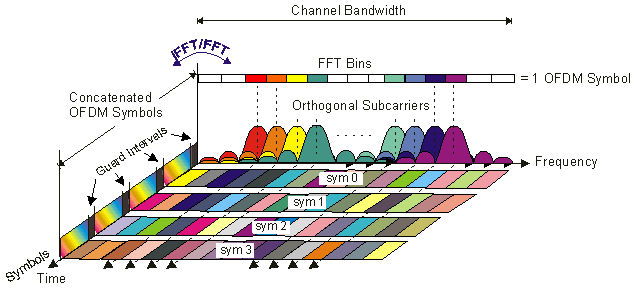 Channel Bandwidth
FFT/FFT
FFT Bins
= 1 OFDM Symbol
Concatenated
OFDM Symbols
Orthogonal Subcarriers
Guard Intervals
Frequency
sym 0
sym 1
sym 2
sym 3
Symbols
Time